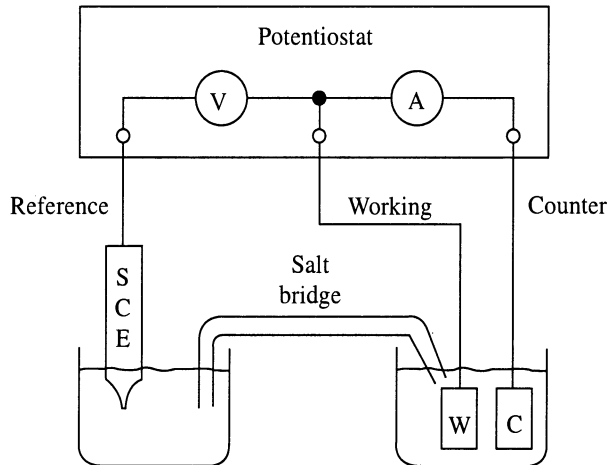 Potentiostat
V
A
Reference
Working
Counter
S
C
E
Salt
bridge
W
C